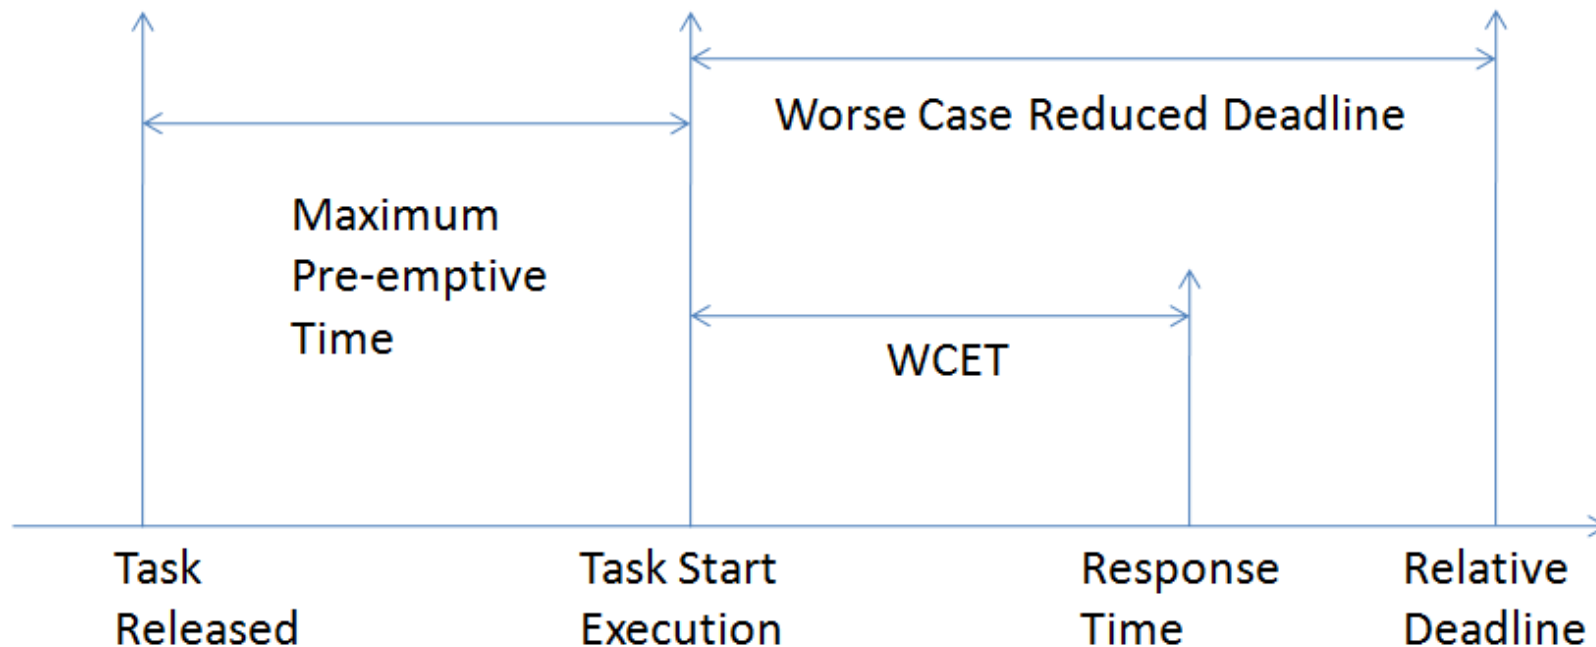 Worse Case Reduced Deadline
Maximum
Pre-emptive
Time
WCET
Task
Released
Task Start
Execution
Response
Time
Relative
Deadline